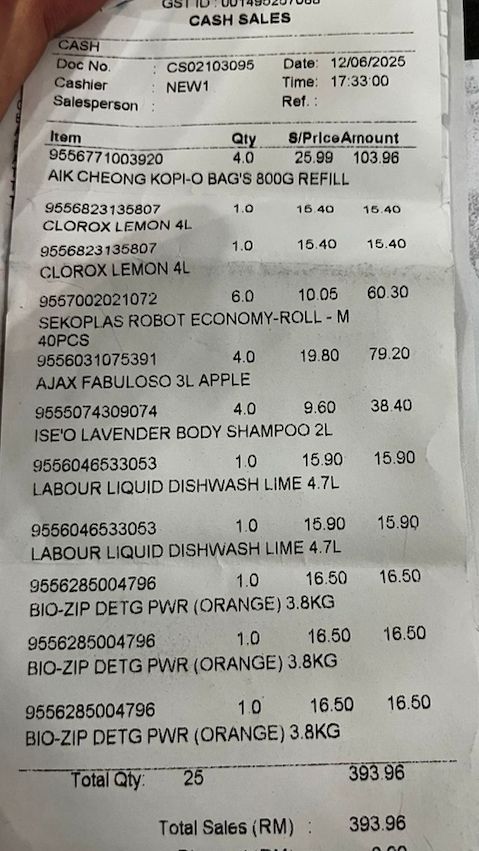 GST ID : 001495257088
CASH SALES
CASH
Doc No. : CS02103095 Date: 12/06/2025
Cashier : NEW1 Time: 17:33:00
Salesperson : Ref. :
Item Qty S/Price Amount
9556771003920 4.0 25.99 103.96
AIK CHEONG KOPI-O BAG'S 800G REFILL
9556823135807 1.0 15.40 15.40
CLOROX LEMON 4L
9556823135807 1.0 15.40 15.40
CLOROX LEMON 4L
9557002021072 6.0 10.05 60.30
SEKOPLAS ROBOT ECONOMY-ROLL - M
40PCS
9556031075391 4.0 19.80 79.20
AJAX FABULOSO 3L APPLE
9555074309074 4.0 9.60 38.40
ISE'O LAVENDER BODY SHAMPOO 2L
9556046533053 1.0 15.90 15.90
LABOUR LIQUID DISHWASH LIME 4.7L
9556046533053 1.0 15.90 15.90
LABOUR LIQUID DISHWASH LIME 4.7L
9556285004796 1.0 16.50 16.50
BIO-ZIP DETG PWR (ORANGE) 3.8KG
9556285004796 1.0 16.50 16.50
BIO-ZIP DETG PWR (ORANGE) 3.8KG
9556285004796 1.0 16.50 16.50
BIO-ZIP DETG PWR (ORANGE) 3.8KG
Total Qty: 25 393.96
Total Sales (RM) : 393.96